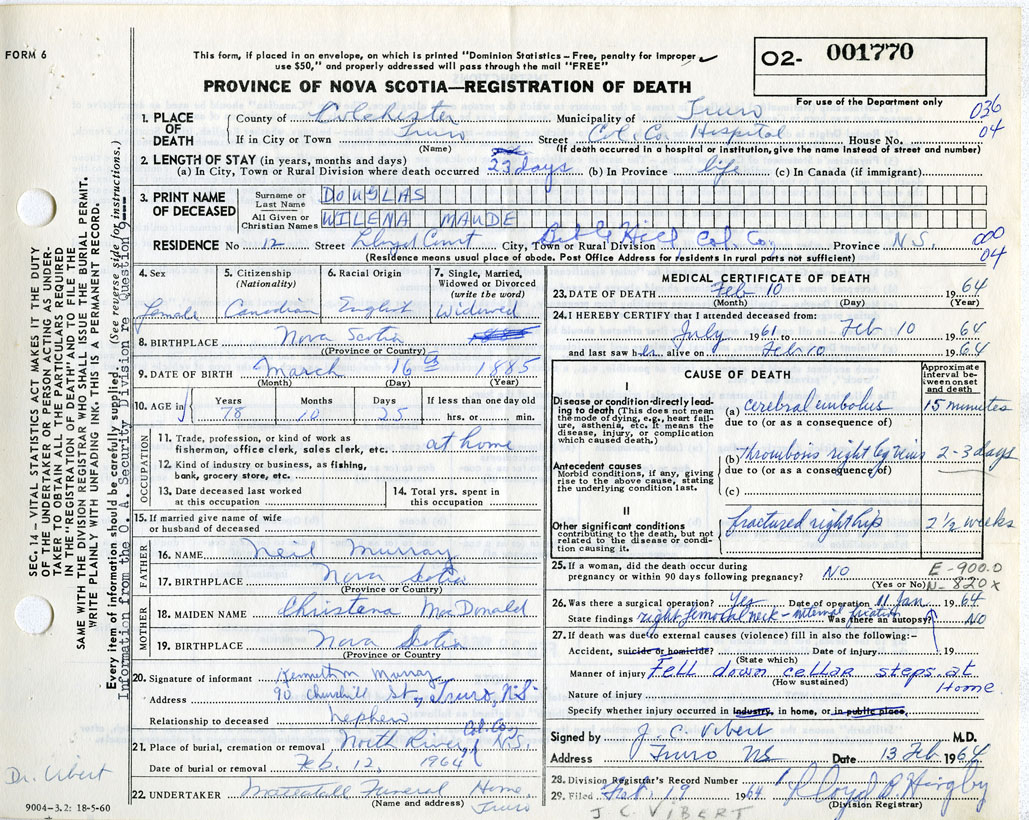 FORM 6
This form, if placed in an envelope, on which is printed "Dominion Statistics – Free, penalty for improper
use $50," and properly addressed will pass through the mail "FREE"
PROVINCE OF NOVA SCOTIA—REGISTRATION OF DEATH
O2- 001770
For use of the Department only
036
04
1. PLACE OF DEATH
County of Colchester Municipality of Truro
If in City or Town Truro Street Col. Co. Hospital House No.
(Name) (If death occurred in a hospital or institution, give the name instead of street and number)
2. LENGTH OF STAY (in years, months and days)
(a) In City, Town or Rural Division where death occurred 23 days (b) In Province life (c) In Canada (if immigrant)
3. PRINT NAME OF DECEASED
Surname or Last Name DOUGLAS
All Given or Christian Names WILENA MAUDE
RESIDENCE No 12 Street Lloyd Court City, Town or Rural Division Bible Hill, Col. Co. Province N.S.
(Residence means usual place of abode. Post Office Address for residents in rural parts not sufficient)
000
04
4. Sex
Female
5. Citizenship (Nationality)
Canadian
6. Racial Origin
English
7. Single, Married, Widowed or Divorced (write the word)
Widowed
8. BIRTHPLACE Nova Scotia
(Province or Country)
9. DATE OF BIRTH March 16th 1885
(Month) (Day) (Year)
10. AGE in Years 78 Months 10 Days 25 If less than one day old
hrs. or min.
OCCUPATION
11. Trade, profession, or kind of work as
fisherman, office clerk, sales clerk, etc. at home
12. Kind of industry or business, as fishing,
bank, grocery store, etc.
13. Date deceased last worked
at this occupation
14. Total yrs. spent in
this occupation
15. If married give name of wife
or husband of deceased
FATHER
16. NAME Neil Murray
17. BIRTHPLACE Nova Scotia
(Province or Country)
MOTHER
18. MAIDEN NAME Christena MacDonald
19. BIRTHPLACE Nova Scotia
(Province or Country
20. Signature of informant Kenneth Murray
Address 90 Churchill St., Truro, N.S.
Relationship to deceased Nephew
21. Place of burial, cremation or removal North River, Col. Co., N.S.
Date of burial or removal Feb. 12, 1964
22. UNDERTAKER Funeral Home, Truro
(Name and address)
MEDICAL CERTIFICATE OF DEATH
23. DATE OF DEATH Feb 10 1964
(Month) (Day) (Year)
24. I HEREBY CERTIFY that I attended deceased from:
July 1961 to Feb 10 1964
and last saw her alive on Feb 10 1964
CAUSE OF DEATH
Approximate interval between onset and death
I
Disease or condition directly leading to death (This does not mean the mode of dying, e.g., heart failure, asthenia, etc. It means the disease, injury, or complication which caused death.)
(a) cerebral embolus 15 minutes
due to (or as a consequence of)
(b) thrombosis right leg veins 2-3 days
due to (or as a consequence of)
(c)
Antecedent causes
Morbid conditions, if any, giving rise to the above cause, stating the underlying condition last.
II
Other significant conditions contributing to the death, but not related to the disease or condition causing it.
fractured right hip 2½ weeks
25. If a woman, did the death occur during
pregnancy or within 90 days following pregnancy? NO
(Yes or No)
E-900.0
N-820x
26. Was there a surgical operation? Yes Date of operation 11 Jan 1964
State findings right femoral neck – internal fixation Was there an autopsy? NO
27. If death was due to external causes (violence) fill in also the following:–
Accident, suicide or homicide? Date of injury 19
(State which)
Manner of injury Fell down cellar steps at Home
(How sustained)
Nature of injury
Specify whether injury occurred in industry, in home, or in public place.
Signed by J. C. Vibert M.D.
Address Truro NS Date 13 Feb 1964
28. Division Registrar's Record Number
29. Filed Feb. 19 1964
(Division Registrar)
J. C. VIBERT
SEC. 14 – VITAL STATISTICS ACT MAKES IT THE DUTY
OF THE UNDERTAKER OR PERSON ACTING AS UNDER-
TAKER TO OBTAIN ALL THE PARTICULARS REQUIRED
IN THE "REGISTRATION OF DEATH" AND TO FILE THE
SAME WITH THE DIVISION REGISTRAR WHO SHALL ISSUE THE BURIAL PERMIT.
WRITE PLAINLY WITH UNFADING INK. THIS IS A PERMANENT RECORD.
Every item of information should be carefully supplied. (See reverse side for instructions.)
Information from the O. A. Security Division re Question 9---
Dr. Vibert
9004-3.2: 18-5-60